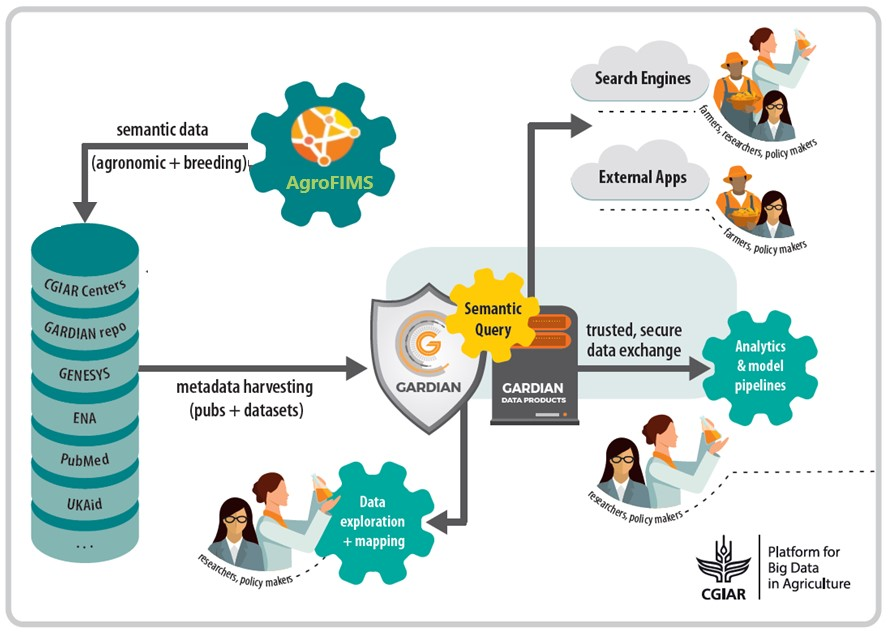 semantic data
(agronomic + breeding)
AgroFIMS
Search Engines
farmers, researchers, policy makers
External Apps
farmers, policy makers
CGIAR Centers
GARDIAN repo
GENESYS
ENA
PubMed
UKAid
...
metadata harvesting
(pubs + datasets)
G
GARDIAN
Semantic
Query
GARDIAN
DATA PRODUCTS
trusted, secure
data exchange
Analytics
& model
pipelines
researchers, policy makers
Data
exploration
+ mapping
researchers, policy makers
CGIAR
Platform for
Big Data
in Agriculture